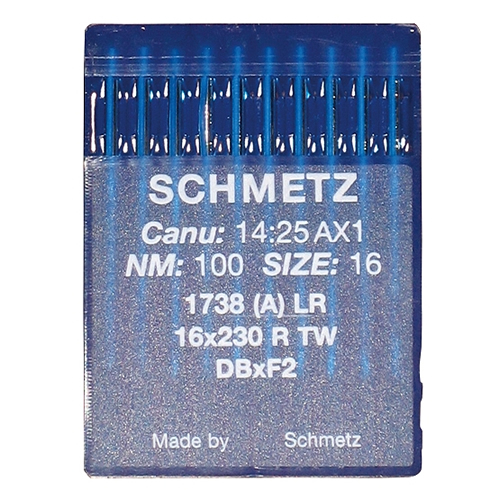 SCHMETZ
Canu: 14:25 AX1
NM: 100 SIZE: 16
1738 (A) LR
16x230 R TW
DBxF2
Made by Schmetz